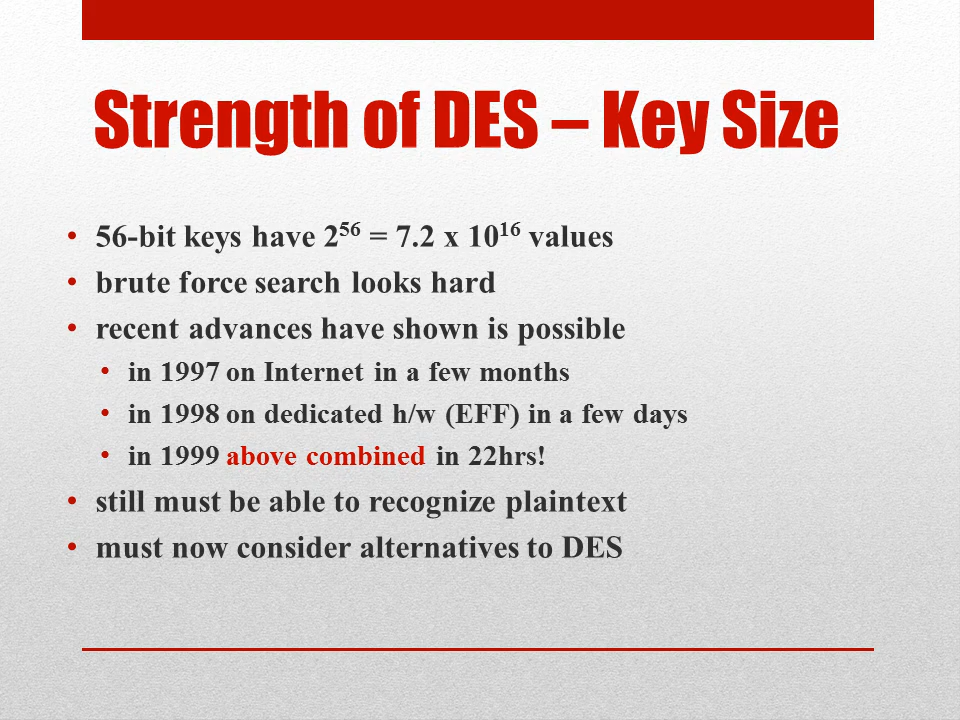 Strength of DES – Key Size
• 56-bit keys have 2⁵⁶ = 7.2 x 10¹⁶ values
• brute force search looks hard
• recent advances have shown is possible
• in 1997 on Internet in a few months
• in 1998 on dedicated h/w (EFF) in a few days
• in 1999 above combined in 22hrs!
• still must be able to recognize plaintext
• must now consider alternatives to DES